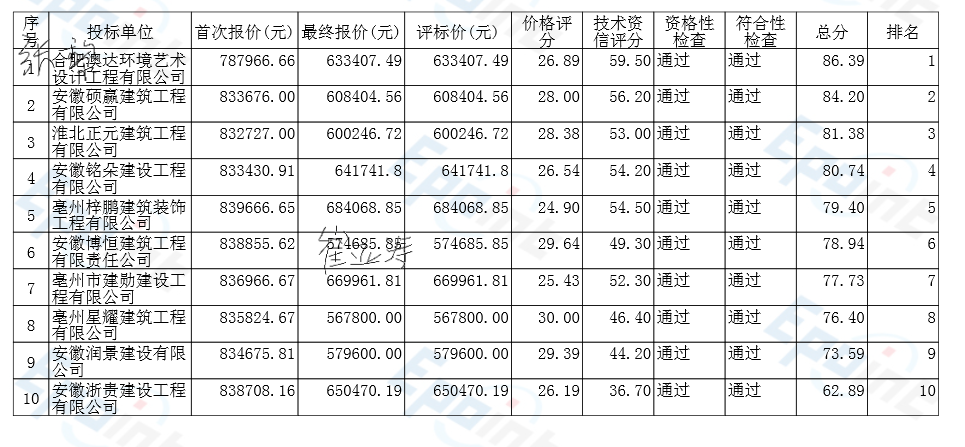 序号 投标单位 首次报价(元) 最终报价(元) 评标价(元) 价格评分 技术资信评分 资格性检查 符合性检查 总分 排名
合肥澳达环境艺术设计工程有限公司 787966.66 633407.49 633407.49 26.89 59.50 通过 通过 86.39 1
2 安徽硕赢建筑工程有限公司 833676.00 608404.56 608404.56 28.00 56.20 通过 通过 84.20 2
3 淮北正元建筑工程有限公司 832727.00 600246.72 600246.72 28.38 53.00 通过 通过 81.38 3
4 安徽铭朵建设工程有限公司 833430.91 641741.8 641741.8 26.54 54.20 通过 通过 80.74 4
5 亳州梓鹏建筑装饰工程有限公司 839666.65 684068.85 684068.85 24.90 54.50 通过 通过 79.40 5
6 安徽博恒建筑工程有限责任公司 838855.62 574685.85 574685.85 29.64 49.30 通过 通过 78.94 6
7 亳州市建勋建设工程有限公司 836966.67 669961.81 669961.81 25.43 52.30 通过 通过 77.73 7
8 亳州星耀建筑工程有限公司 835824.67 567800.00 567800.00 30.00 46.40 通过 通过 76.40 8
9 安徽润景建设有限公司 834675.81 579600.00 579600.00 29.39 44.20 通过 通过 73.59 9
10 安徽浙贵建设工程有限公司 838708.16 650470.19 650470.19 26.19 36.70 通过 通过 62.89 10
Epoint